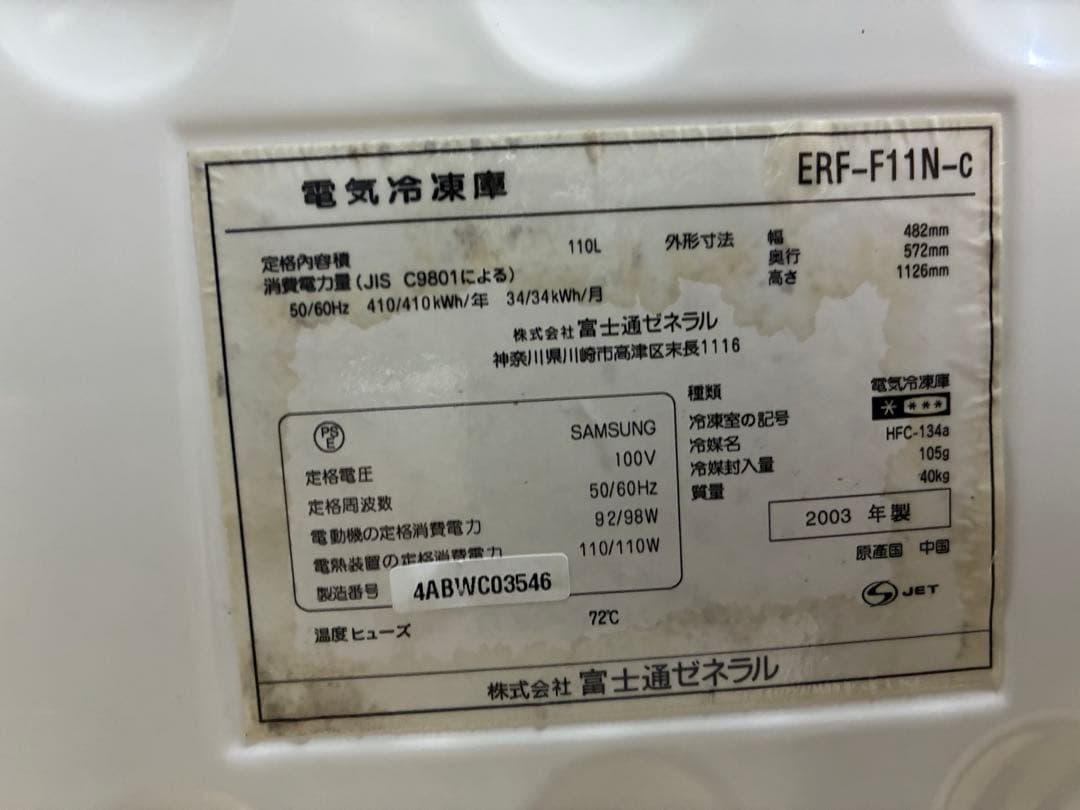 電気冷凍庫 ERF-F11N-C
定格内容積 110L
消費電力量(JIS C9801による)
50/60Hz 410/410kWh/年 34/34kWh/月
外形寸法 幅 482mm
奥行 572mm
高さ 1126mm
株式会社 富士通ゼネラル
神奈川県川崎市高津区末長1116
PSE
SAMSUNG
定格電圧 100V
定格周波数 50/60Hz
電動機の定格消費電力 92/98W
電熱装置の定格消費電力 110/110W
製造番号 4ABWC03546
温度ヒューズ 72℃
種類 電気冷凍庫
冷凍室の記号 * ***
冷媒名 HFC-134a
冷媒封入量 105g
質量 40kg
2003 年製
原産国 中国
JET
株式会社 富士通ゼネラル